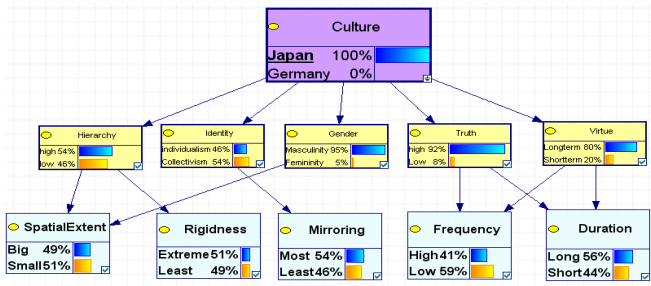 Culture
Japan 100%
Germany 0%
Hierarchy
high 54%
low 46%
Identity
individualism 46%
Collectivism 54%
Gender
Masculinity 95%
Femininity 5%
Truth
high 92%
Low 8%
Virtue
Longterm 80%
Shortterm 20%
SpatialExtent
Big 49%
Small 51%
Rigidness
Extreme 51%
Least 49%
Mirroring
Most 54%
Least 46%
Frequency
High 41%
Low 59%
Duration
Long 56%
Short 44%